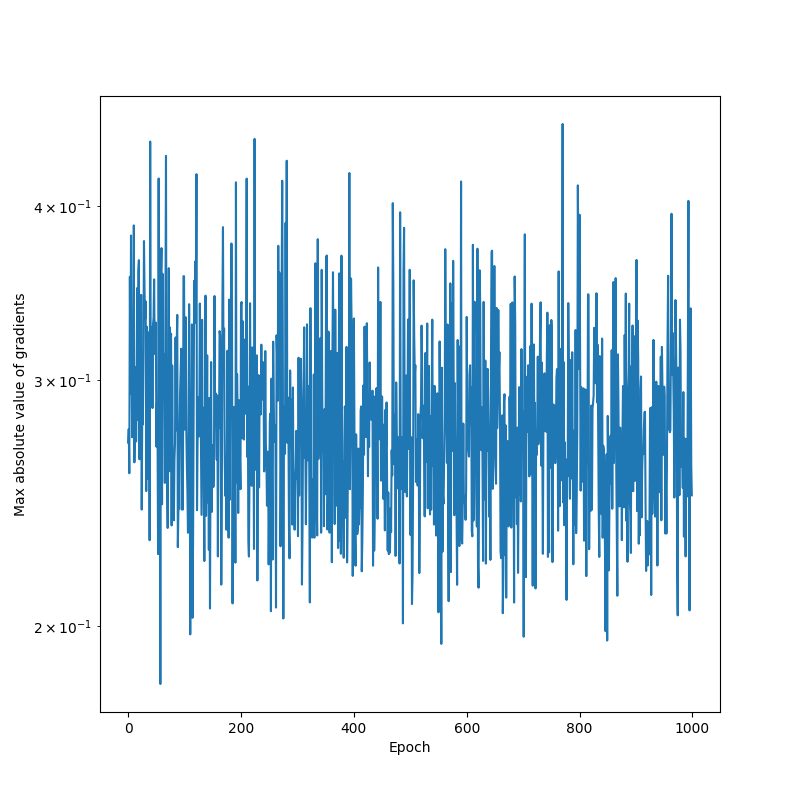 Max absolute value of gradients
4 × 10⁻¹
3 × 10⁻¹
2 × 10⁻¹
0 200 400 600 800 1000
Epoch